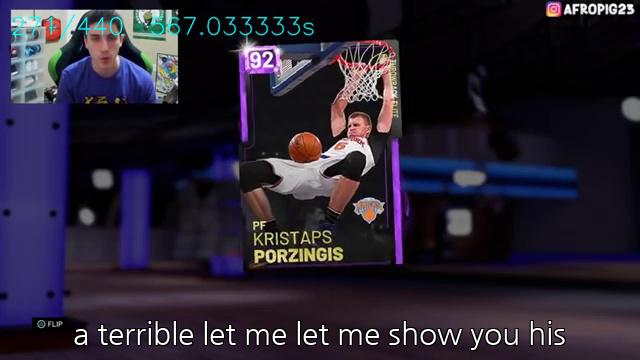 271/440 567.033333s
AFROPIG23
92
PF
KRISTAPS
PORZINGIS
FLIP
a terrible let me let me show you his